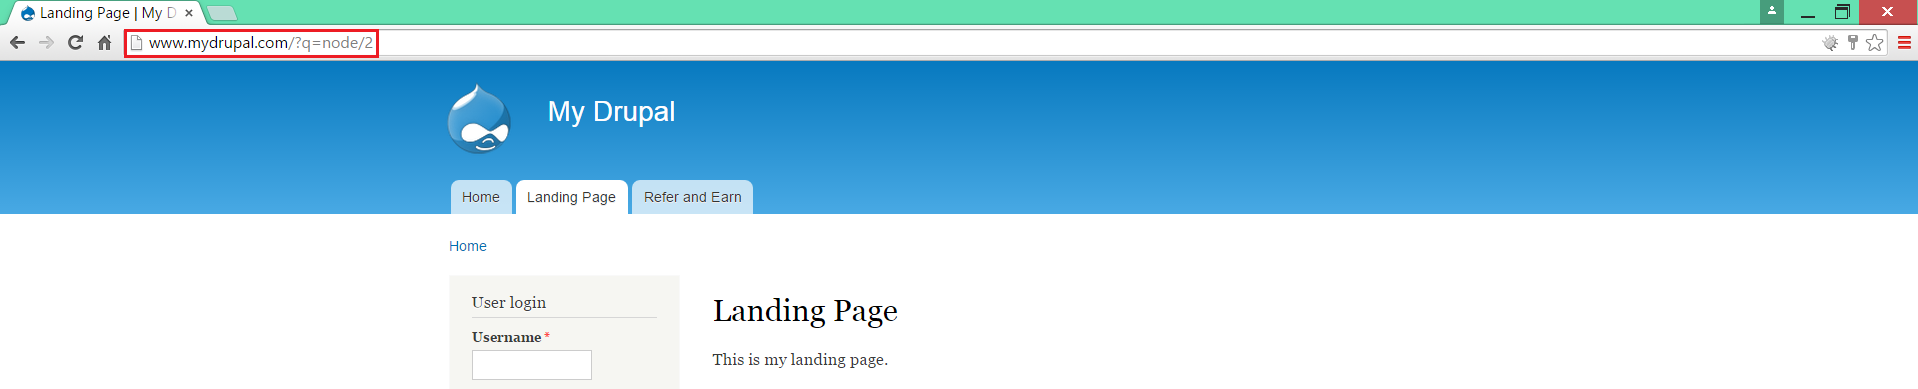 Landing Page | My D
www.mydrupal.com/?q=node/2
My Drupal
Home
Landing Page
Refer and Earn
Home
User login
Username *
Landing Page
This is my landing page.